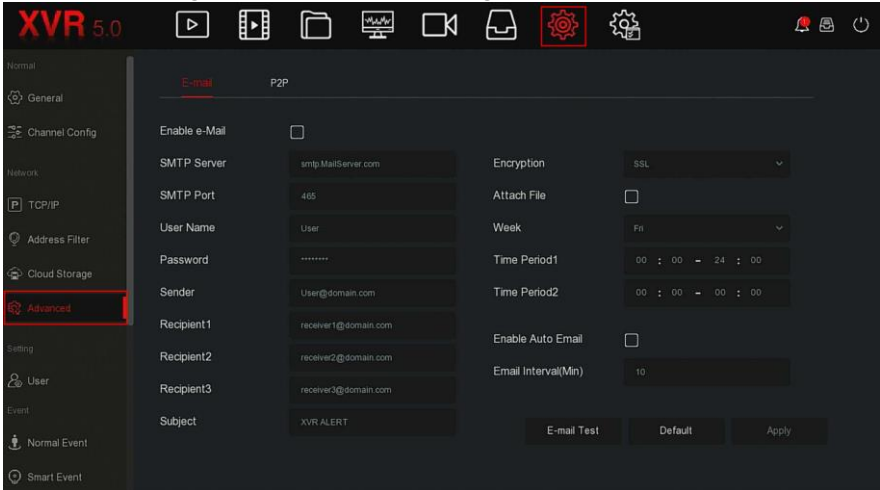 XVR 5.0
Normal
General
Channel Config
Network
TCP/IP
Address Filter
Cloud Storage
Advanced
Setting
User
Event
Normal Event
Smart Event
E-mail P2P
Enable e-Mail
SMTP Server smtp.MailServer.com Encryption SSL
SMTP Port 465 Attach File
User Name User Week Fri
Password ******** Time Period1 00 : 00 - 24 : 00
Sender User@domain.com Time Period2 00 : 00 - 00 : 00
Recipient1 receiver1@domain.com
Enable Auto Email
Recipient2 receiver2@domain.com
Email Interval(Min) 10
Recipient3 receiver3@domain.com
Subject XVR ALERT
E-mail Test Default Apply